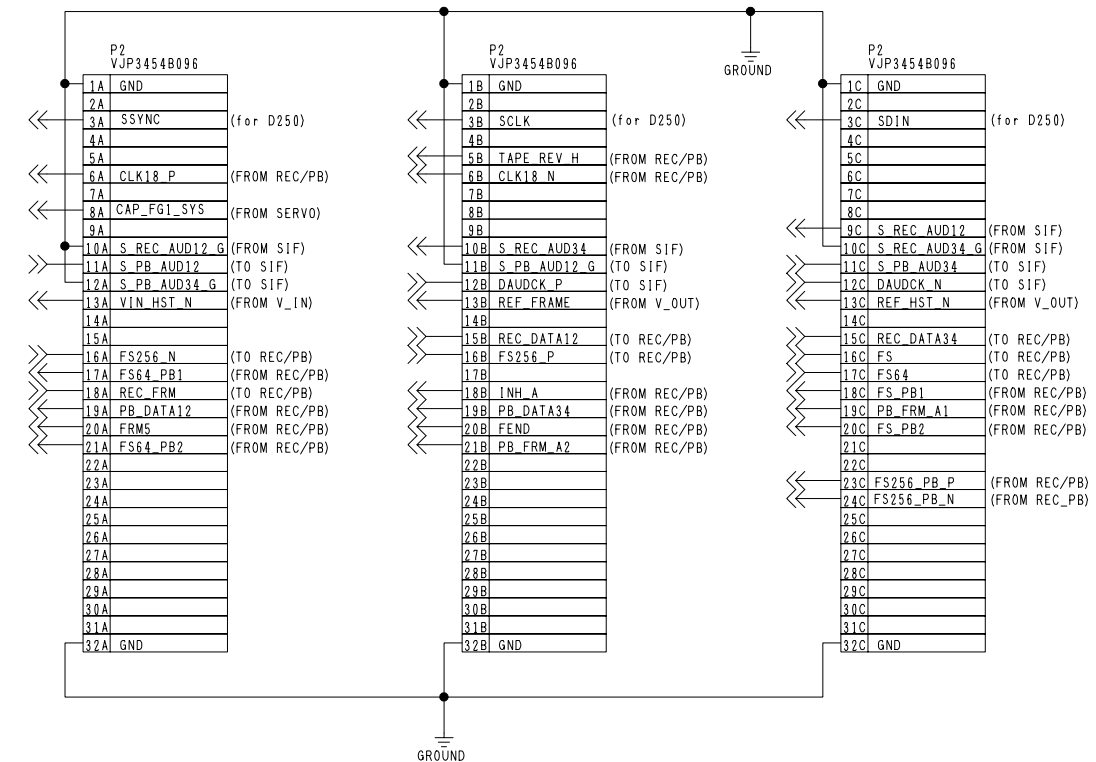 GROUND
P2
VJP3454B096
1A GND
2A
3A SSYNC (for D250)
4A
5A
6A CLK18_P (FROM REC/PB)
7A
8A CAP_FG1_SYS (FROM SERVO)
9A
10A S_REC_AUD12_G (FROM SIF)
11A S_PB_AUD12 (TO SIF)
12A S_PB_AUD34_G (TO SIF)
13A VIN_HST_N (FROM V_IN)
14A
15A
16A FS256_N (TO REC/PB)
17A FS64_PB1 (FROM REC/PB)
18A REC_FRM (TO REC/PB)
19A PB_DATA12 (FROM REC/PB)
20A FRM5 (FROM REC/PB)
21A FS64_PB2 (FROM REC/PB)
22A
23A
24A
25A
26A
27A
28A
29A
30A
31A
32A GND
P2
VJP3454B096
1B GND
2B
3B SCLK (for D250)
4B
5B TAPE_REV_H (FROM REC/PB)
6B CLK18_N (FROM REC/PB)
7B
8B
9B
10B S_REC_AUD34 (FROM SIF)
11B S_PB_AUD12_G (TO SIF)
12B DAUDCK_P (TO SIF)
13B REF_FRAME (FROM V_OUT)
14B
15B REC_DATA12 (TO REC/PB)
16B FS256_P (TO REC/PB)
17B
18B INH_A (FROM REC/PB)
19B PB_DATA34 (FROM REC/PB)
20B FEND (FROM REC/PB)
21B PB_FRM_A2 (FROM REC/PB)
22B
23B
24B
25B
26B
27B
28B
29B
30B
31B
32B GND
P2
VJP3454B096
1C GND
2C
3C SDIN (for D250)
4C
5C
6C
7C
8C
9C S_REC_AUD12 (FROM SIF)
10C S_REC_AUD34_G (FROM SIF)
11C S_PB_AUD34 (TO SIF)
12C DAUDCK_N (TO SIF)
13C REF_HST_N (FROM V_OUT)
14C
15C REC_DATA34 (TO REC/PB)
16C FS (TO REC/PB)
17C FS64 (TO REC/PB)
18C FS_PB1 (FROM REC/PB)
19C PB_FRM_A1 (FROM REC/PB)
20C FS_PB2 (FROM REC/PB)
21C
22C
23C FS256_PB_P (FROM REC/PB)
24C FS256_PB_N (FROM REC_PB)
25C
26C
27C
28C
29C
30C
31C
32C GND
GROUND